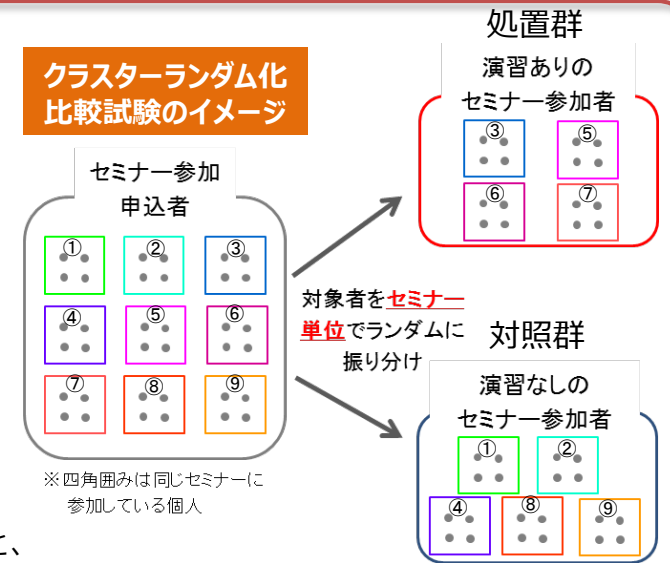 処置群
クラスターランダム化
比較試験のイメージ
演習ありの
セミナー参加者
③ ⑤
⑥ ⑦
セミナー参加
申込者
① ② ③
④ ⑤ ⑥
⑦ ⑧ ⑨
対象者をセミナー
単位でランダムに
振り分け
対照群
演習なしの
セミナー参加者
① ②
④ ⑧ ⑨
※四角囲みは同じセミナーに
参加している個人